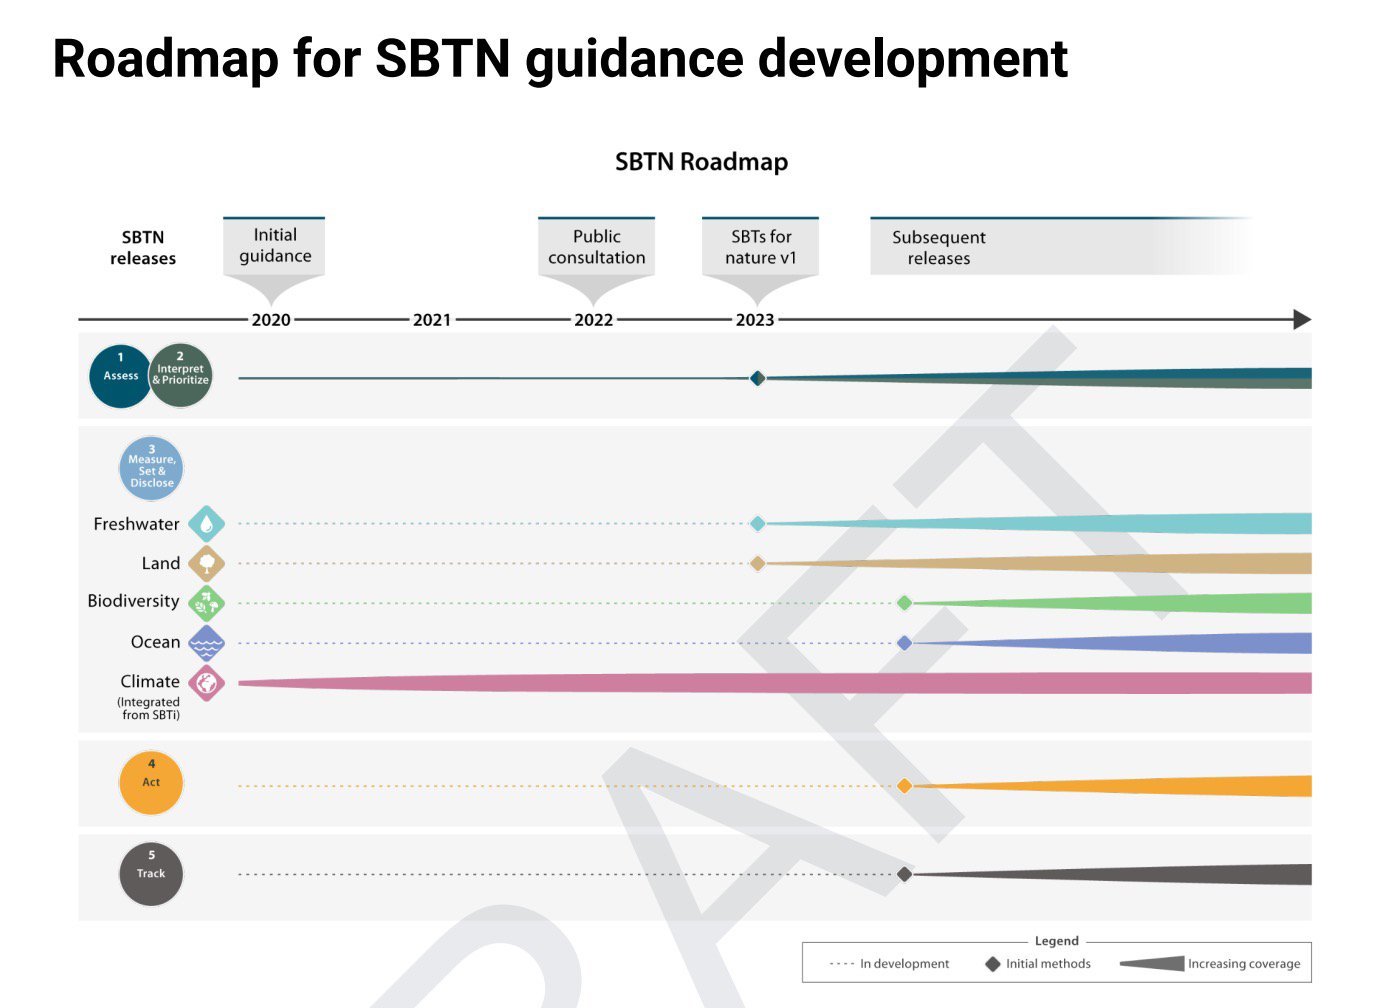 Roadmap for SBTN guidance development
SBTN Roadmap
SBTN
releases
Initial
guidance
Public
consultation
SBTs for
nature v1
Subsequent
releases
2020
2021
2022
2023
1
Assess
2
Interpret
& Prioritize
3
Measure,
Set &
Disclose
Freshwater
Land
Biodiversity
Ocean
Climate
(Integrated
from SBTi)
4
Act
5
Track
Legend
In development
Initial methods
Increasing coverage
RAFT